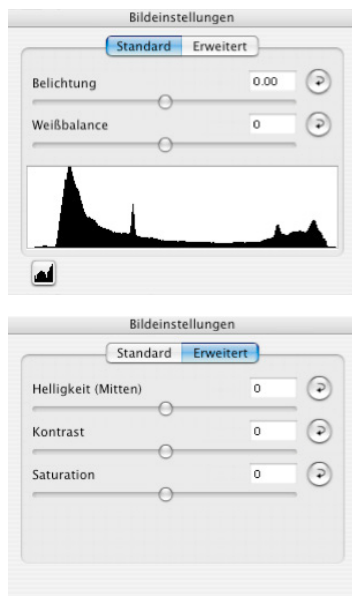 Bildeinstellungen
Standard Erweitert
Belichtung 0.00
Weißbalance 0
Bildeinstellungen
Standard Erweitert
Helligkeit (Mitten) 0
Kontrast 0
Saturation 0